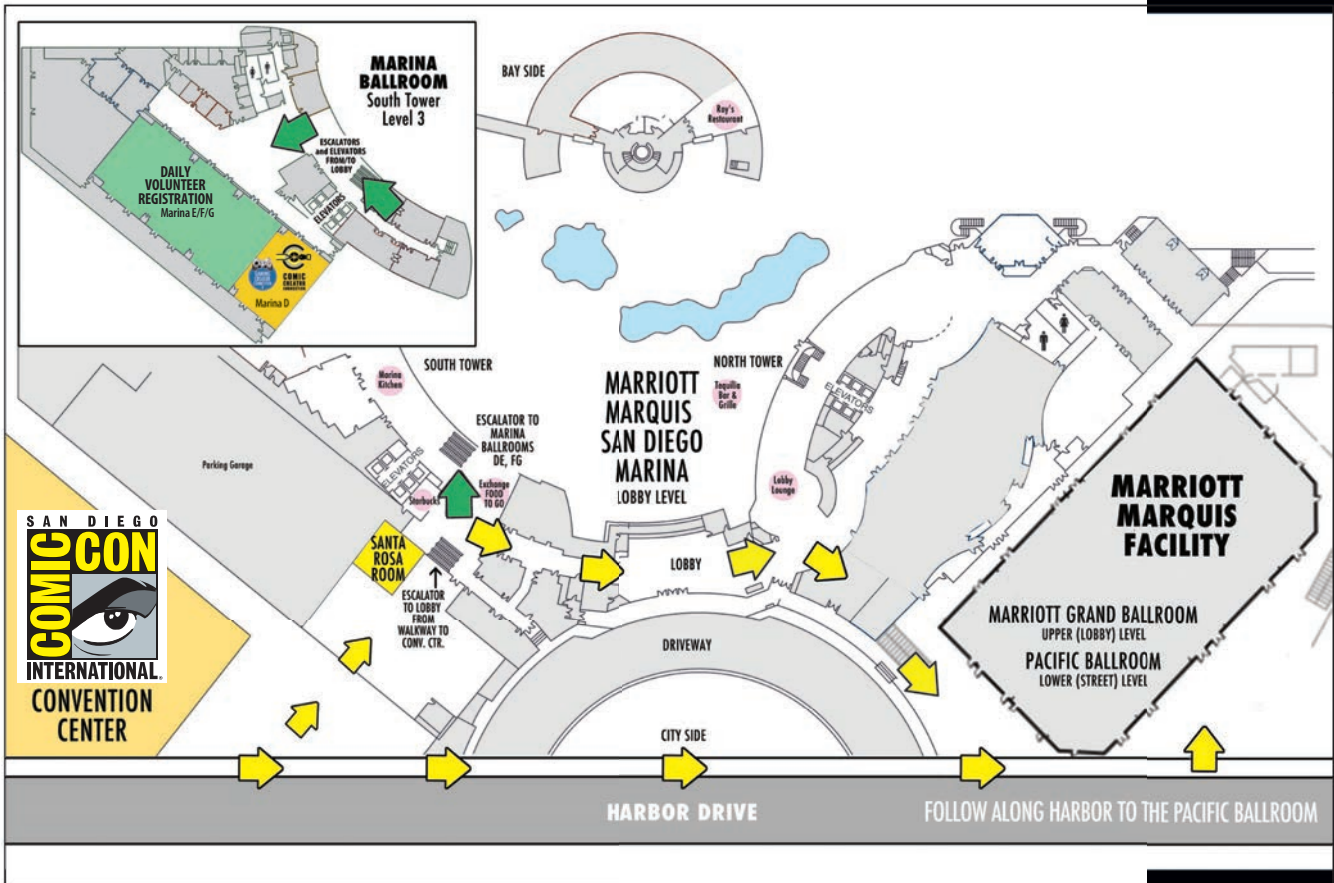 MARINA
BALLROOM
South Tower
Level 3
ESCALATORS
and ELEVATORS
FROM/TO
LOBBY
DAILY
VOLUNTEER
REGISTRATION
Marina E/F/G
ELEVATORS
COMIC
CREATOR
CONNECTION
Marina D
BAY SIDE
Roy's
Restaurant
SOUTH TOWER
Marina
Kitchen
ESCALATOR TO
MARINA
BALLROOMS
DE, FG
Parking Garage
ELEVATORS
Starbucks
Exchange
FOOD
TO GO
MARRIOTT
MARQUIS
SAN DIEGO
MARINA
LOBBY LEVEL
NORTH TOWER
Tequilla
Bar &
Grille
ELEVATORS
Lobby
Lounge
SANTA
ROSA
ROOM
ESCALATOR
TO LOBBY
FROM
WALKWAY TO
CONV. CTR.
LOBBY
DRIVEWAY
CITY SIDE
MARRIOTT
MARQUIS
FACILITY
MARRIOTT GRAND BALLROOM
UPPER (LOBBY) LEVEL
PACIFIC BALLROOM
LOWER (STREET) LEVEL
SAN DIEGO
COMIC CON
INTERNATIONAL®
CONVENTION
CENTER
HARBOR DRIVE
FOLLOW ALONG HARBOR TO THE PACIFIC BALLROOM